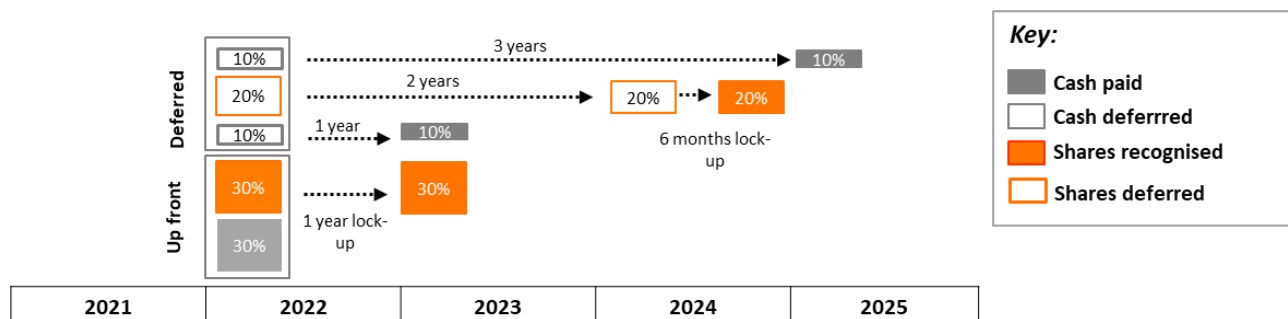 Deferred
10%
3 years
10%
20%
2 years
20%
20%
10%
1 year
10%
6 months lock-
up
Up front
30%
1 year lock-
up
30%
30%
2021
2022
2023
2024
2025
Key:
Cash paid
Cash deferrred
Shares recognised
Shares deferred